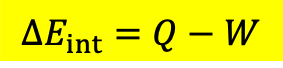 ΔE_int = Q − W